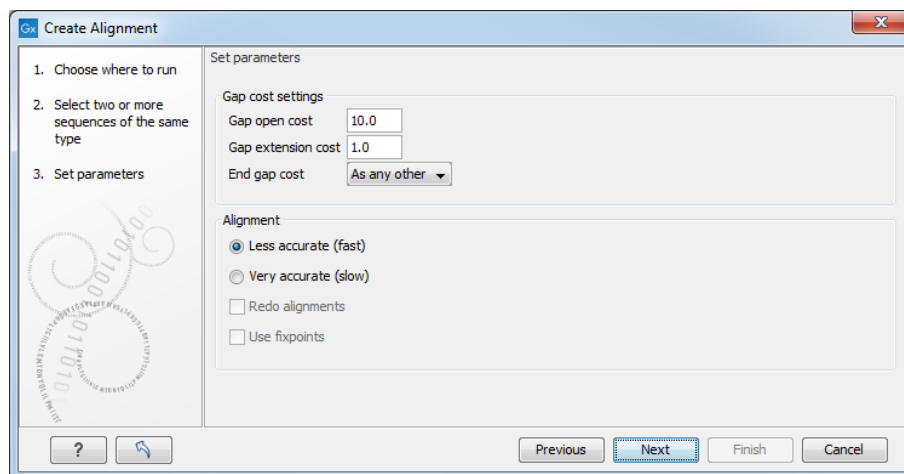 Gx Create Alignment
X
1. Choose where to run
2. Select two or more
sequences of the same
type
3. Set parameters
Set parameters
Gap cost settings
Gap open cost 10.0
Gap extension cost 1.0
End gap cost As any other
Alignment
Less accurate (fast)
Very accurate (slow)
Redo alignments
Use fixpoints
? Previous Next Finish Cancel